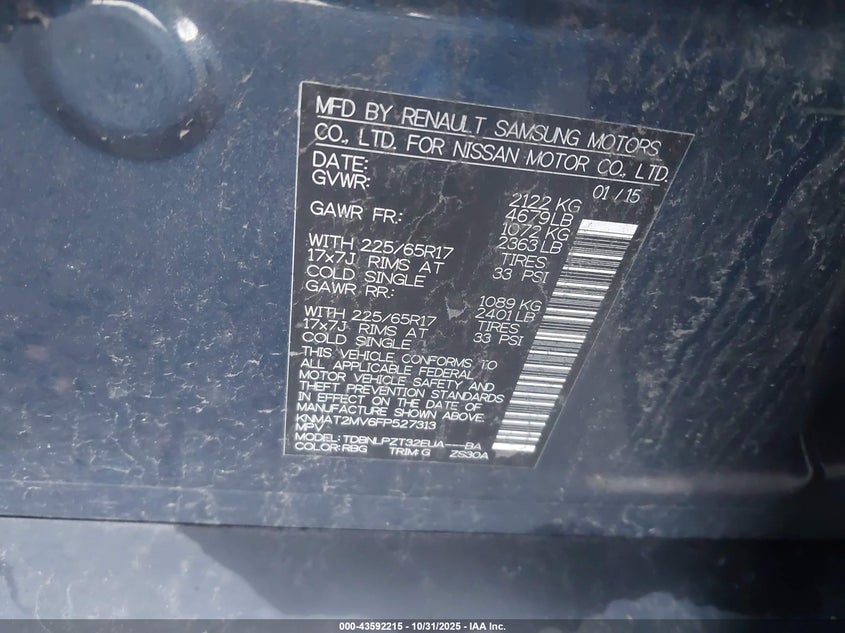 MFD BY RENAULT SAMSUNG MOTORS
CO., LTD. FOR NISSAN MOTOR CO., LTD.
DATE: 01/15
GVWR: 2122 KG
4679LB
GAWR FR.: 1072 KG
2363 LB
WITH 225/65R17 TIRES
17x7J RIMS AT 33 PSI
COLD SINGLE
GAWR RR.: 1089 KG
2401 LB
WITH 225/65R17 TIRES
17x7J RIMS AT 33 PSI
COLD SINGLE
THIS VEHICLE CONFORMS TO
ALL APPLICABLE FEDERAL
MOTOR VEHICLE SAFETY AND
THEFT PREVENTION STANDARDS
IN EFFECT ON THE DATE OF
MANUFACTURE SHOWN ABOVE.
KNMAT2MV6FP527313
MPV
MODEL: TDBNLPZT32EUA---BA
COLOR:RBG TRIM:G ZS30A
000-43592215 - 10/31/2025 - IAA Inc.